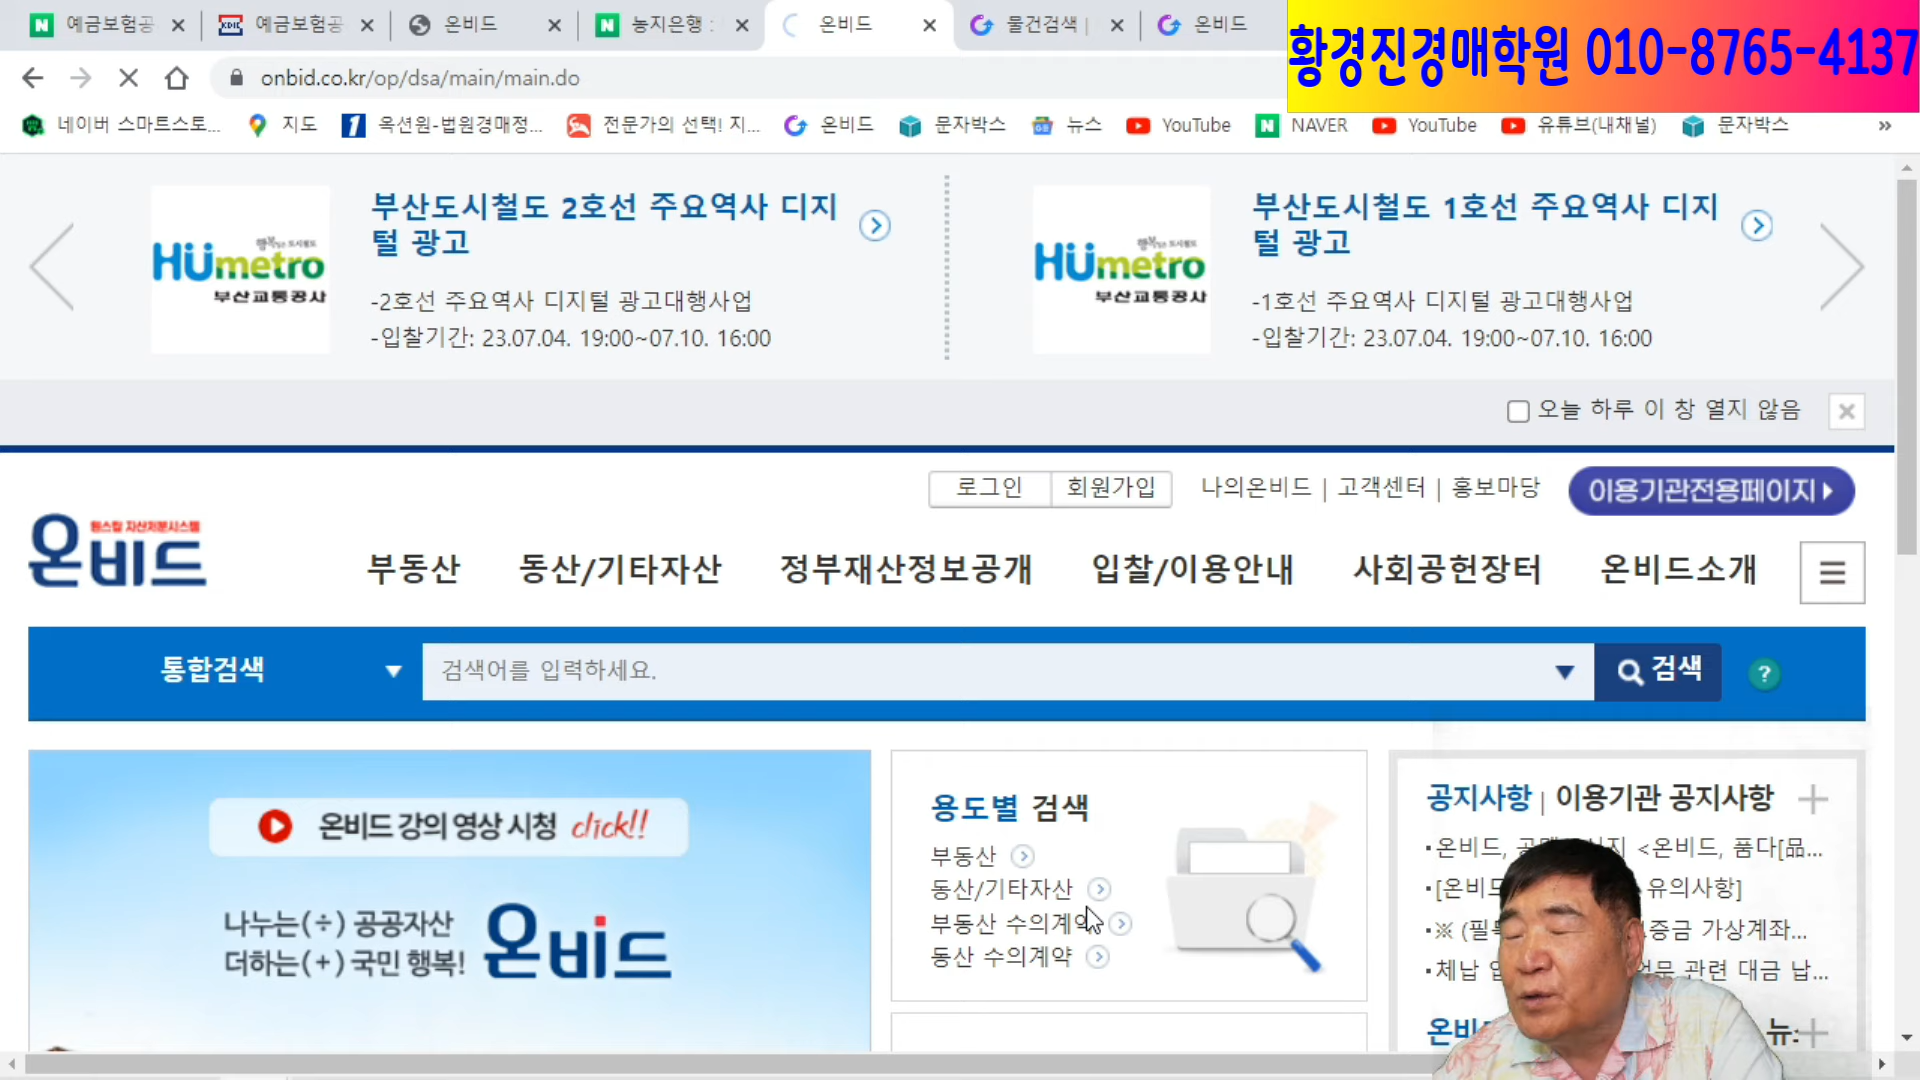 예금보험공
예금보험공
온비드
농지은행 :
온비드
물건검색 |
온비드
황경진경매학원 010-8765-4137
onbid.co.kr/op/dsa/main/main.do
네이버 스마트스토...
지도
옥션원-법원경매정...
전문가의 선택! 지...
온비드
문자박스
뉴스
YouTube
NAVER
YouTube
유튜브(내채널)
문자박스
»
부산도시철도 2호선 주요역사 디지
털 광고
Humetro
부산교통공사
-2호선 주요역사 디지털 광고대행사업
-입찰기간: 23.07.04. 19:00~07.10. 16:00
부산도시철도 1호선 주요역사 디지
털 광고
Humetro
부산교통공사
-1호선 주요역사 디지털 광고대행사업
-입찰기간: 23.07.04. 19:00~07.10. 16:00
오늘 하루 이 창 열지 않음
로그인
회원가입
나의온비드 | 고객센터 | 홍보마당
이용기관전용페이지
원스톱 자산처분시스템
온비드
부동산
동산/기타자산
정부재산정보공개
입찰/이용안내
사회공헌장터
온비드소개
통합검색
검색어를 입력하세요.
검색
?
온비드 강의 영상 시청 click!!
나누는(÷) 공공자산
더하는(+) 국민 행복!
온비드
용도별 검색
부동산
동산/기타자산
부동산 수의계약
동산 수의계약
공지사항 | 이용기관 공지사항
온비드, <온비드, 품다[品...
유의사항]
증금 가상계좌...
체납 관련 대금 납...